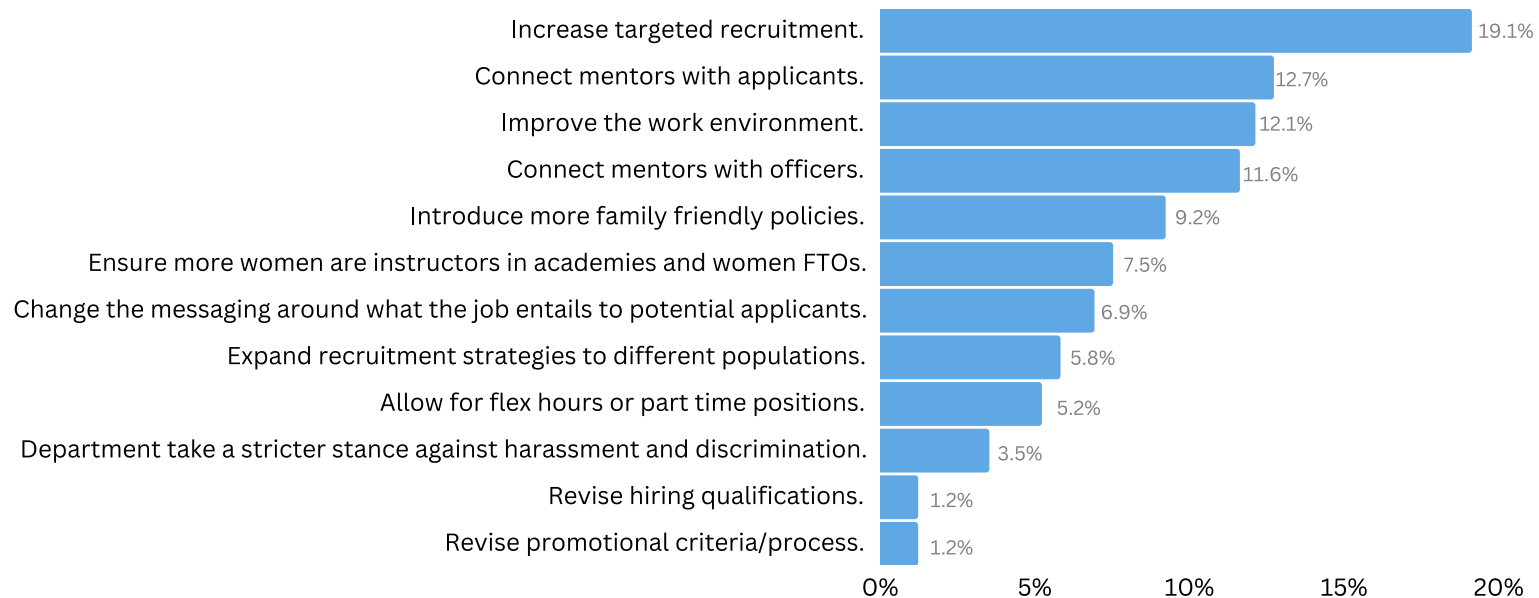 Increase targeted recruitment. 19.1%
Connect mentors with applicants. 12.7%
Improve the work environment. 12.1%
Connect mentors with officers. 11.6%
Introduce more family friendly policies. 9.2%
Ensure more women are instructors in academies and women FTOs. 7.5%
Change the messaging around what the job entails to potential applicants. 6.9%
Expand recruitment strategies to different populations. 5.8%
Allow for flex hours or part time positions. 5.2%
Department take a stricter stance against harassment and discrimination. 3.5%
Revise hiring qualifications. 1.2%
Revise promotional criteria/process. 1.2%
0% 5% 10% 15% 20%